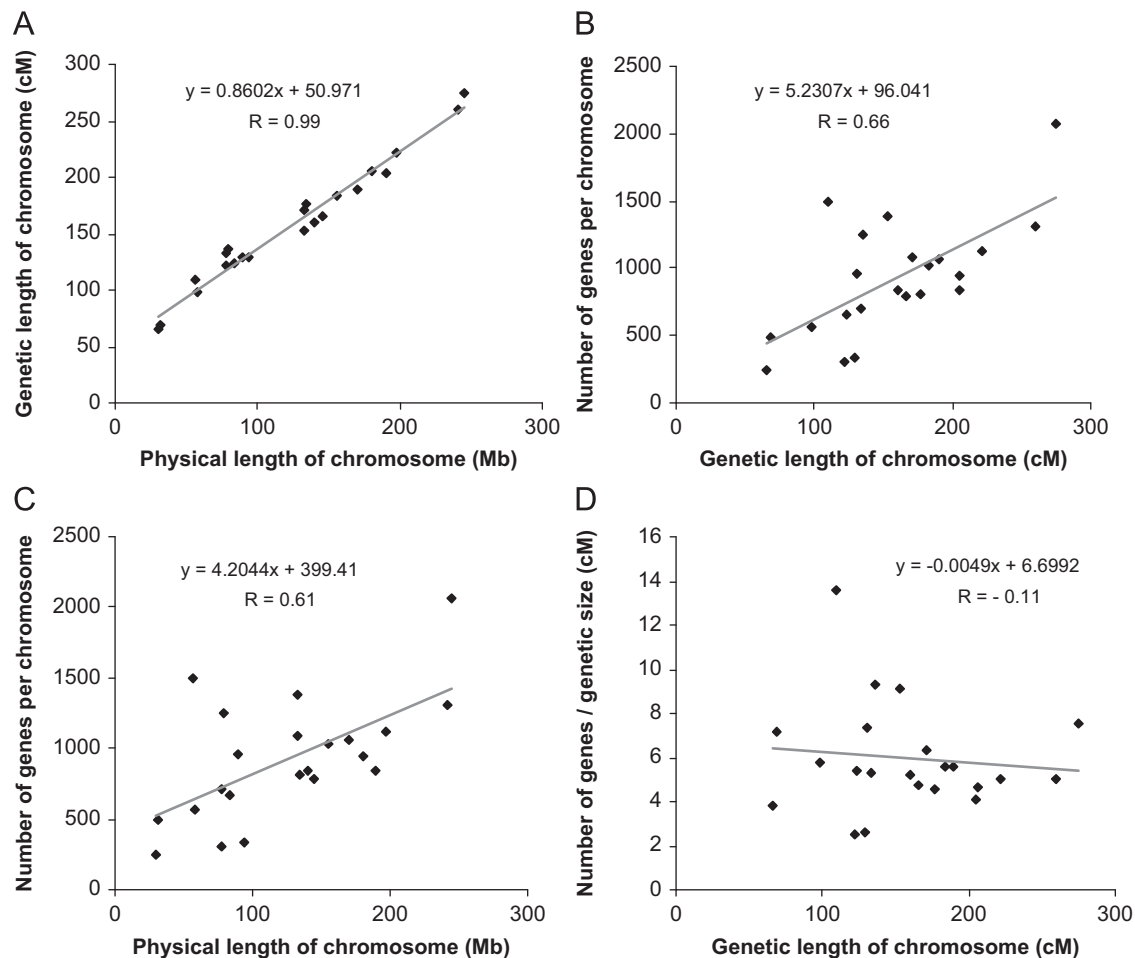 A
Genetic length of chromosome (cM)
300
250
200
150
100
50
0
y = 0.8602x + 50.971
R = 0.99
0 100 200 300
Physical length of chromosome (Mb)
B
Number of genes per chromosome
2500
2000
1500
1000
500
0
y = 5.2307x + 96.041
R = 0.66
0 100 200 300
Genetic length of chromosome (cM)
C
Number of genes per chromosome
2500
2000
1500
1000
500
0
y = 4.2044x + 399.41
R = 0.61
0 100 200 300
Physical length of chromosome (Mb)
D
Number of genes / genetic size (cM)
16
14
12
10
8
6
4
2
0
y = -0.0049x + 6.6992
R = - 0.11
0 100 200 300
Genetic length of chromosome (cM)